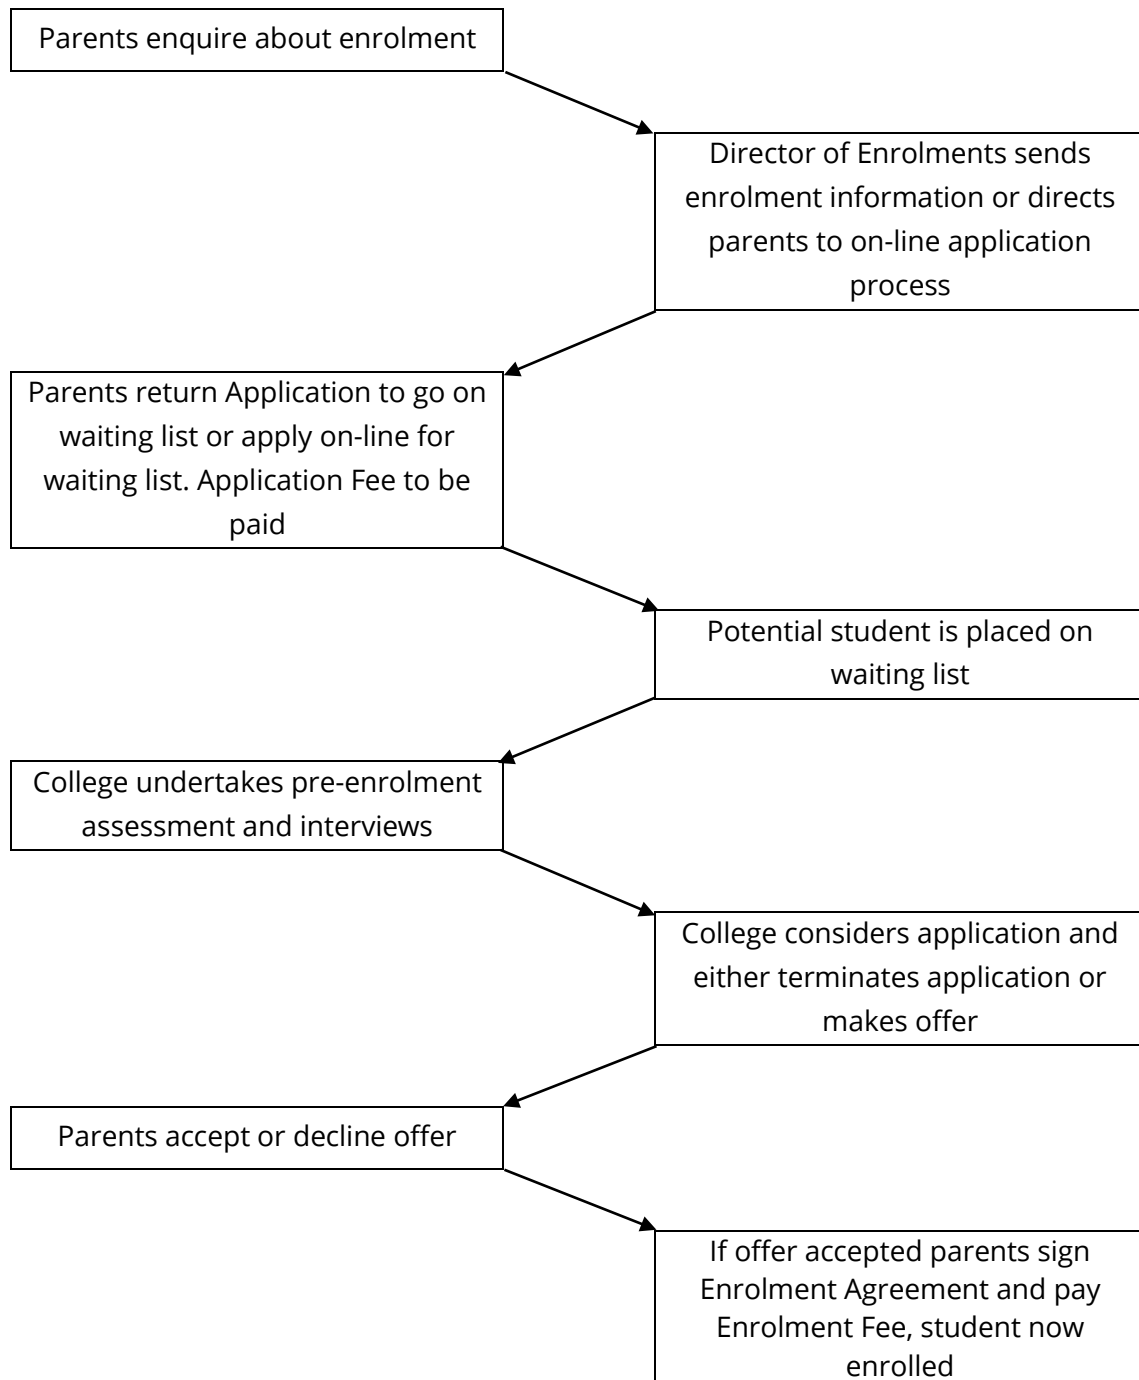 Parents enquire about enrolment
Director of Enrolments sends
enrolment information or directs
parents to on-line application
process
Parents return Application to go on
waiting list or apply on-line for
waiting list. Application Fee to be
paid
Potential student is placed on
waiting list
College undertakes pre-enrolment
assessment and interviews
College considers application and
either terminates application or
makes offer
Parents accept or decline offer
If offer accepted parents sign
Enrolment Agreement and pay
Enrolment Fee, student now
enrolled